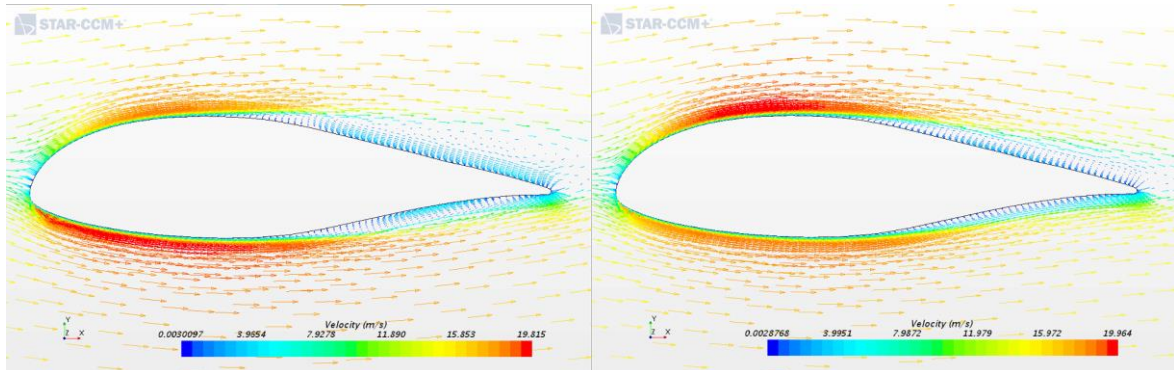 STAR-CCM+
Y
Z X
Velocity (m/s)
0.0030097 3.9654 7.9278 11.890 15.853 19.815
STAR-CCM+
Y
Z X
Velocity (m/s)
0.0028768 3.9951 7.9872 11.979 15.972 19.964